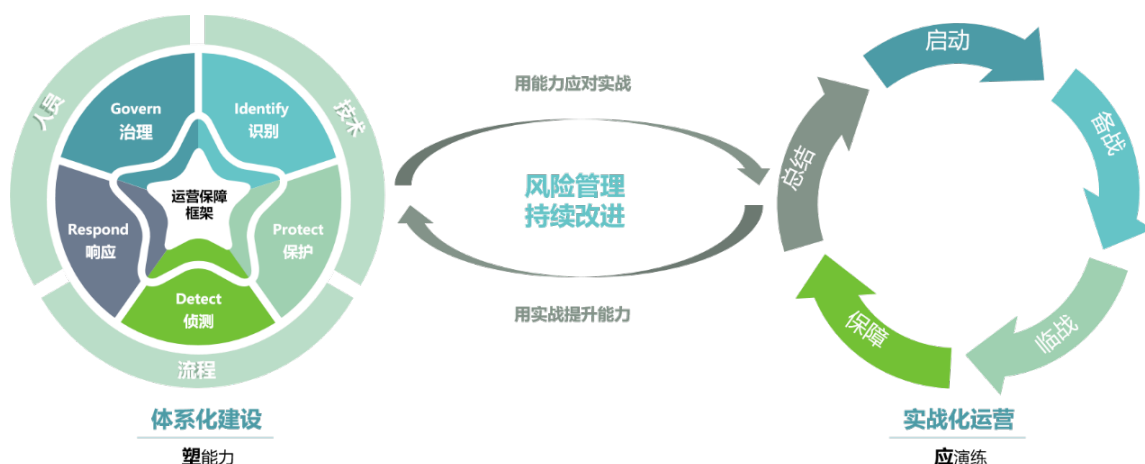 人员
技术
流程
Govern
治理
Identify
识别
Respond
响应
Protect
保护
Detect
侦测
运营保障
框架
体系化建设
塑能力
用能力应对实战
风险管理
持续改进
用实战提升能力
启动
备战
临战
保障
总结
实战化运营
应演练